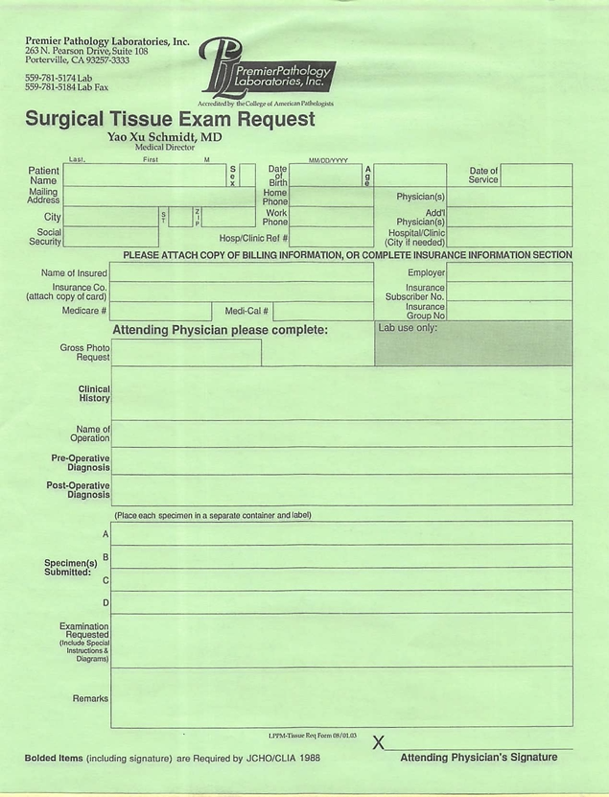 Premier Pathology Laboratories, Inc.
263 N. Pearson Drive, Suite 108
Porterville, CA 93257-3333
559-781-5174 Lab
559-781-5184 Lab Fax
PL
PremierPathology
Laboratories, Inc.
Accredited by the College of American Pathologists
Surgical Tissue Exam Request
Yao Xu Schmidt, MD
Medical Director
Last, First M MM/DD/YYYY
Patient Name Sex Date of Birth Age Date of Service
Mailing Address Home Phone Physician(s)
City ST ZIP Work Phone Add'l Physician(s)
Social Security Hosp/Clinic Ref # Hospital/Clinic (City if needed)
PLEASE ATTACH COPY OF BILLING INFORMATION, OR COMPLETE INSURANCE INFORMATION SECTION
Name of Insured Employer
Insurance Co. (attach copy of card) Insurance Subscriber No.
Medicare # Medi-Cal # Insurance Group No
Attending Physician please complete: Lab use only:
Gross Photo Request
Clinical History
Name of Operation
Pre-Operative Diagnosis
Post-Operative Diagnosis
(Place each specimen in a separate container and label)
Specimen(s) Submitted:
A
B
C
D
Examination Requested
(Include Special Instructions & Diagrams)
Remarks
LPPM-Tissue Req Form 08/01.03
X
Bolded Items (including signature) are Required by JCHO/CLIA 1988 Attending Physician's Signature